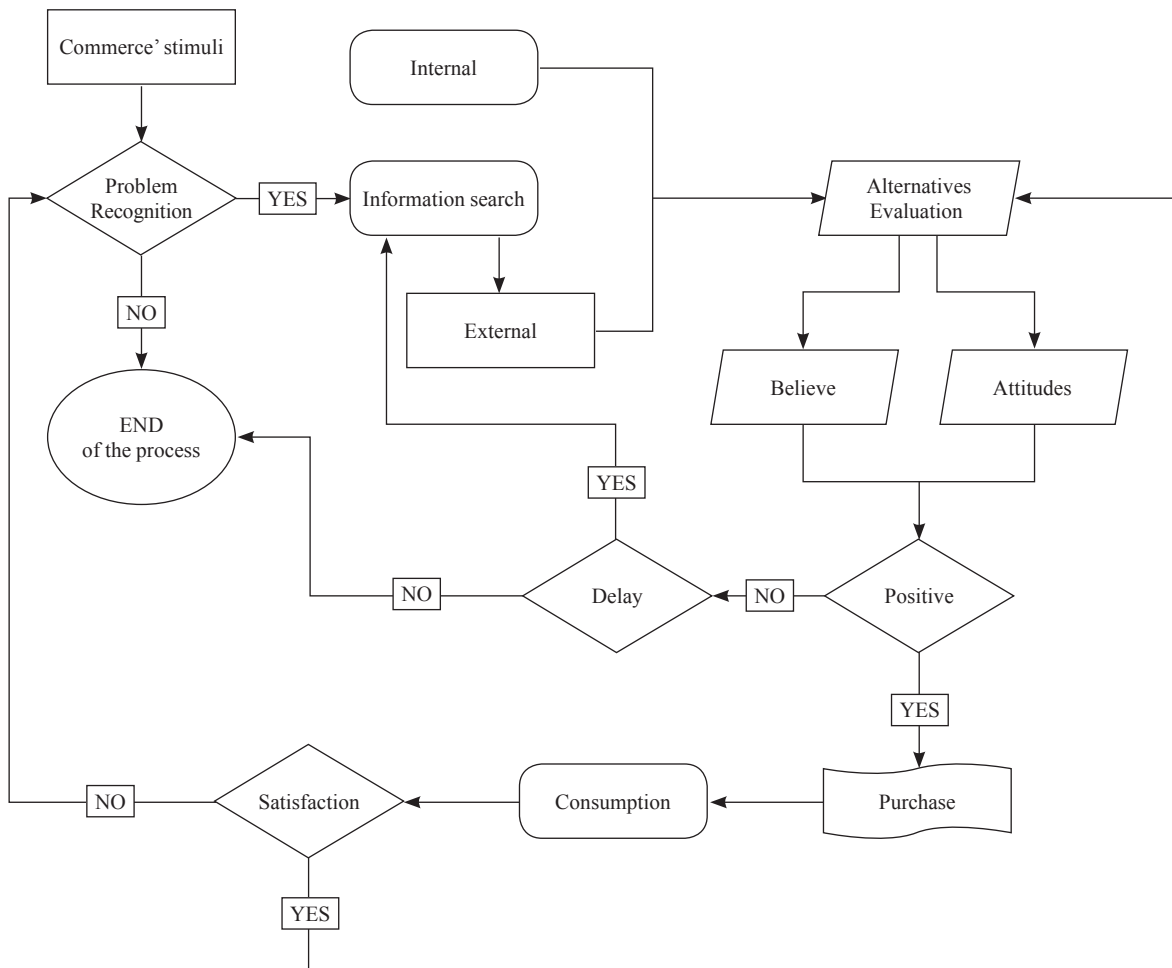 Commerce’ stimuli
Internal
Problem
Recognition
YES
Information search
Alternatives
Evaluation
NO
External
Believe
Attitudes
END
of the process
YES
NO
Delay
NO
Positive
YES
NO
Satisfaction
Consumption
Purchase
YES